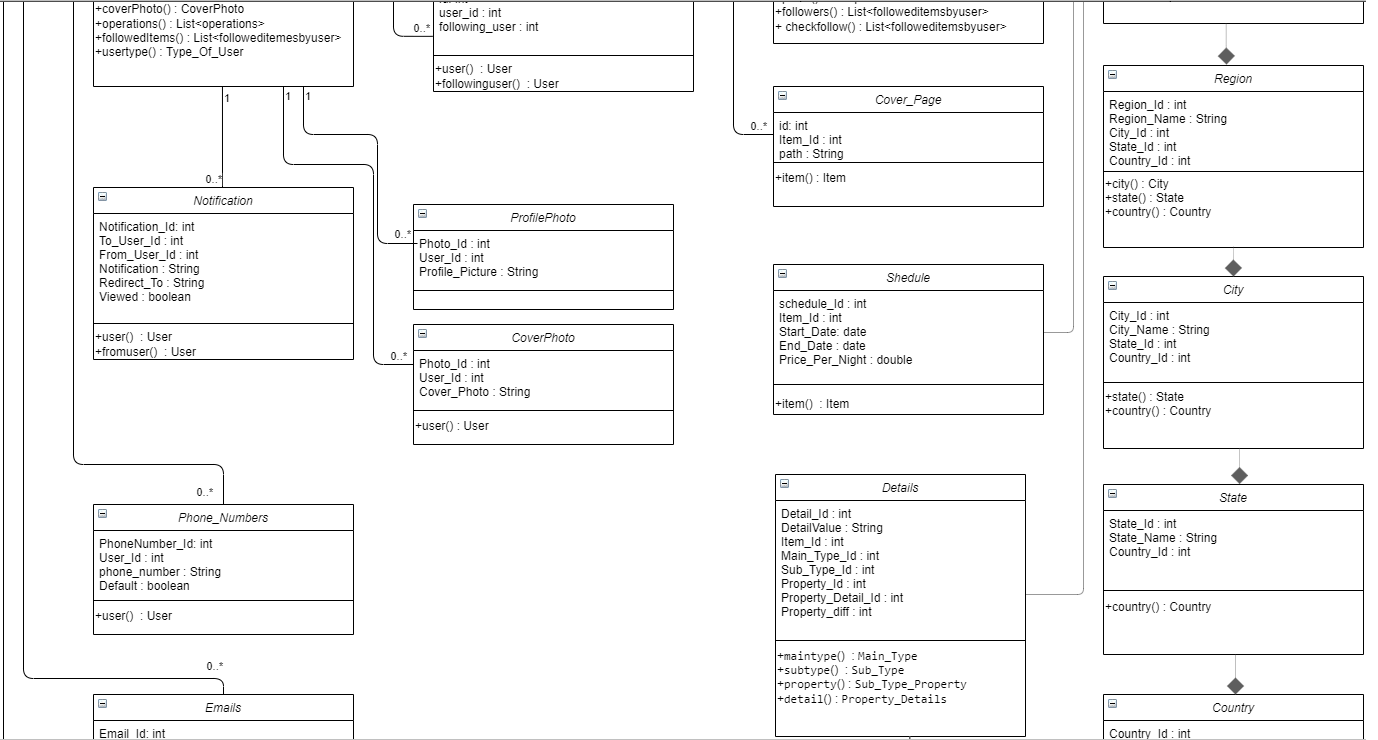 +coverPhoto() : CoverPhoto
+operations() : List<operations>
+followedItems() : List<followeditemesbyuser>
+usertype() : Type_Of_User
1
1
1
0..*
user_id : int
following_user : int
+user() : User
+followinguser() : User
+followers() : List<followeditemsbyuser>
+ checkfollow() : List<followeditemsbyuser>
0..*
Cover_Page
id: int
Item_Id : int
path : String
+item() : Item
Region
Region_Id : int
Region_Name : String
City_Id : int
State_Id : int
Country_Id : int
+city() : City
+state() : State
+country() : Country
0..*
Notification
Notification_Id: int
To_User_Id : int
From_User_Id : int
Notification : String
Redirect_To : String
Viewed : boolean
+user() : User
+fromuser() : User
0..*
ProfilePhoto
Photo_Id : int
User_Id : int
Profile_Picture : String
0..*
CoverPhoto
Photo_Id : int
User_Id : int
Cover_Photo : String
+user() : User
Shedule
schedule_Id : int
Item_Id : int
Start_Date: date
End_Date : date
Price_Per_Night : double
+item() : Item
City
City_Id : int
City_Name : String
State_Id : int
Country_Id : int
+state() : State
+country() : Country
0..*
Phone_Numbers
PhoneNumber_Id: int
User_Id : int
phone_number : String
Default : boolean
+user() : User
Details
Detail_Id : int
DetailValue : String
Item_Id : int
Main_Type_Id : int
Sub_Type_Id : int
Property_Id : int
Property_Detail_Id : int
Property_diff : int
+maintype() : Main_Type
+subtype() : Sub_Type
+property() : Sub_Type_Property
+detail() : Property_Details
State
State_Id : int
State_Name : String
Country_Id : int
+country() : Country
0..*
Emails
Email_Id: int
Country
Country_Id : int